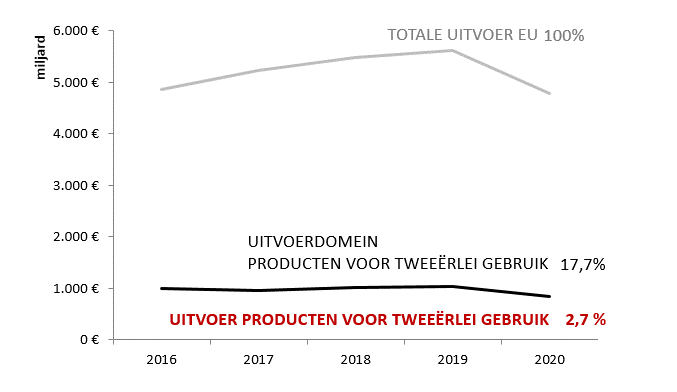 6.000 €
TOTALE UITVOER EU 100%
miljard
5.000 €
4.000 €
3.000 €
2.000 €
UITVOERDOMEIN
PRODUCTEN VOOR TWEEËRLEI GEBRUIK 17,7%
1.000 €
UITVOER PRODUCTEN VOOR TWEEËRLEI GEBRUIK 2,7 %
0 €
2016 2017 2018 2019 2020